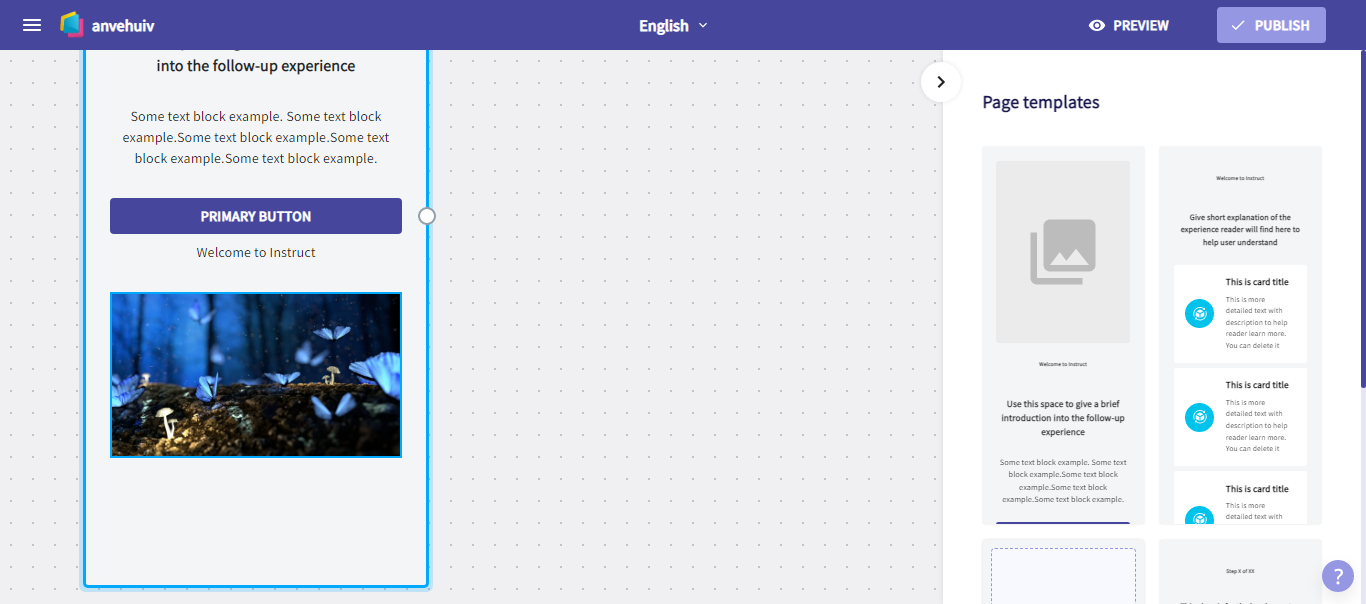 anvehuiv
English
PREVIEW
PUBLISH
into the follow-up experience
Some text block example. Some text block
example.Some text block example.Some text
block example.Some text block example.
PRIMARY BUTTON
Welcome to Instruct
Page templates
Welcome to Instruct
Use this space to give a brief
introduction into the follow-up
experience
Some text block example. Some text
block example.Some text block
example.Some text block
example.Some text block example.
Welcome to Instruct
Give short explanation of the
experience reader will find here to
help user understand
This is card title
This is more
detailed text with
description to help
reader learn more.
You can delete it
This is card title
This is more
detailed text with
description to help
reader learn more.
You can delete it
This is card title
This is more
detailed text with
Step X of XX
?